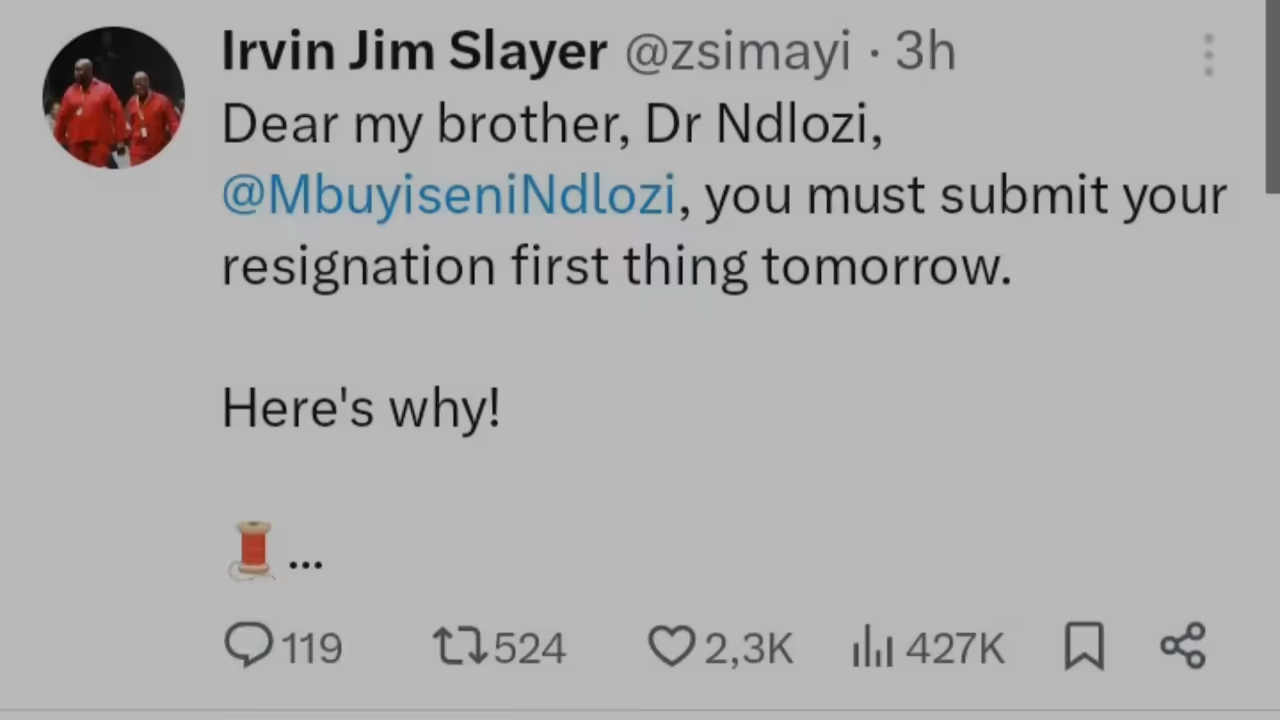 Irvin Jim Slayer @zsimayi · 3h
Dear my brother, Dr Ndlozi,
@MbuyiseniNdlozi, you must submit your
resignation first thing tomorrow.
Here's why!
🧵...
119 524 2,3K 427K